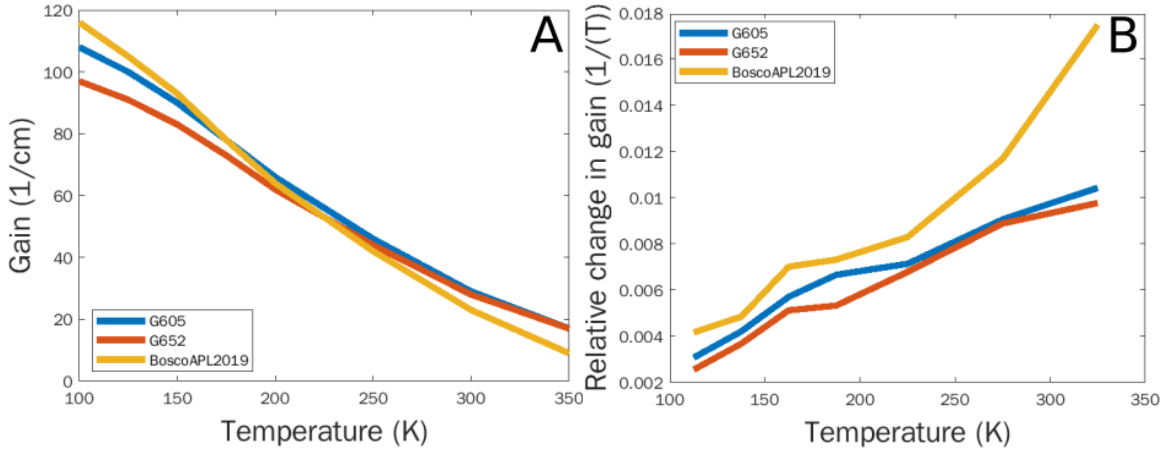 A
Gain (1/cm)
120
100
80
60
40
20
0
G605
G652
BoscoAPL2019
100 150 200 250 300 350
Temperature (K)
B
Relative change in gain (1/(T)
0.018
0.016
0.014
0.012
0.01
0.008
0.006
0.004
0.002
G605
G652
BoscoAPL2019
100 150 200 250 300 350
Temperature (K)